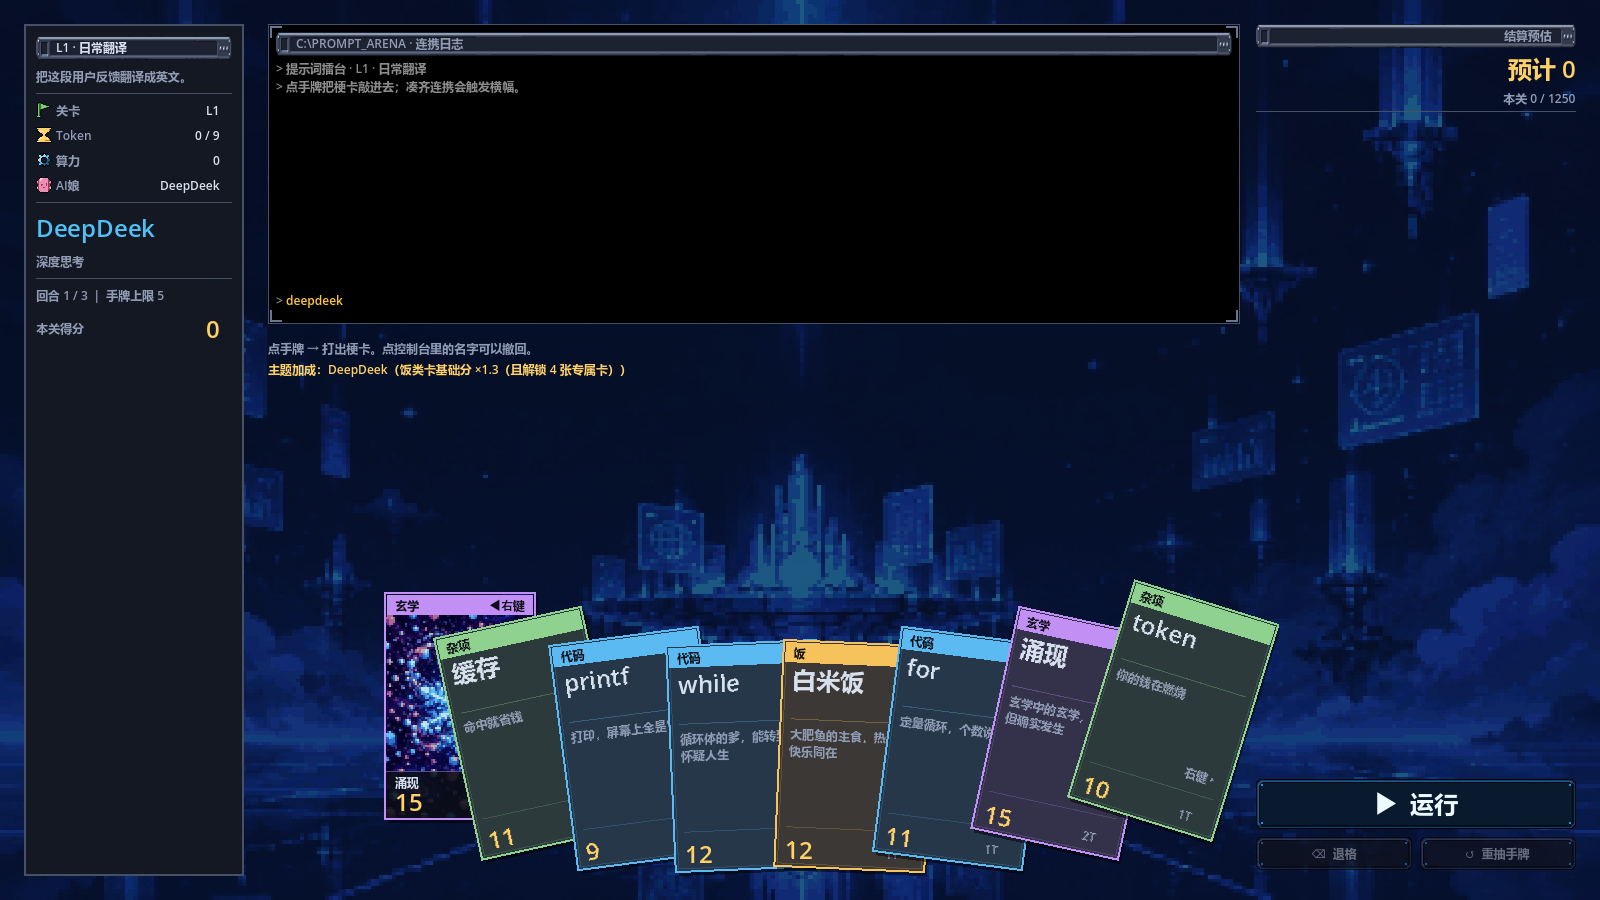 L1 · 日常翻译
把这段用户反馈翻译成英文。
关卡 L1
Token 0 / 9
算力 0
AI娘 DeepDeek
DeepDeek
深度思考
回合 1 / 3 | 手牌上限 5
本关得分 0
C:\PROMPT_ARENA · 连携日志
> 提示词擂台 · L1 · 日常翻译
> 点手牌把梗卡敲进去；凑齐连携会触发横幅。
> deepdeek
点手牌 → 打出梗卡。点控制台里的名字可以撤回。
主题加成：DeepDeek（饭类卡基础分 ×1.3（且解锁 4 张专属卡））
结算预估
预计 0
本关 0 / 1250
玄学 ◀右键
涌现
15
杂项
缓存
命中就省钱
11
代码
printf
打印，屏幕上全是
9
代码
while
循环体的爹，能转到
怀疑人生
12
饭
白米饭
大肥鱼的主食，热
快乐同在
12
代码
for
定量循环，个数
11
1T
玄学
涌现
玄学中的玄学，
但确实发生
15
2T
杂项
token
你的钱在燃烧
右键
10
1T
▶ 运行
⌫ 退格
↺ 重抽手牌